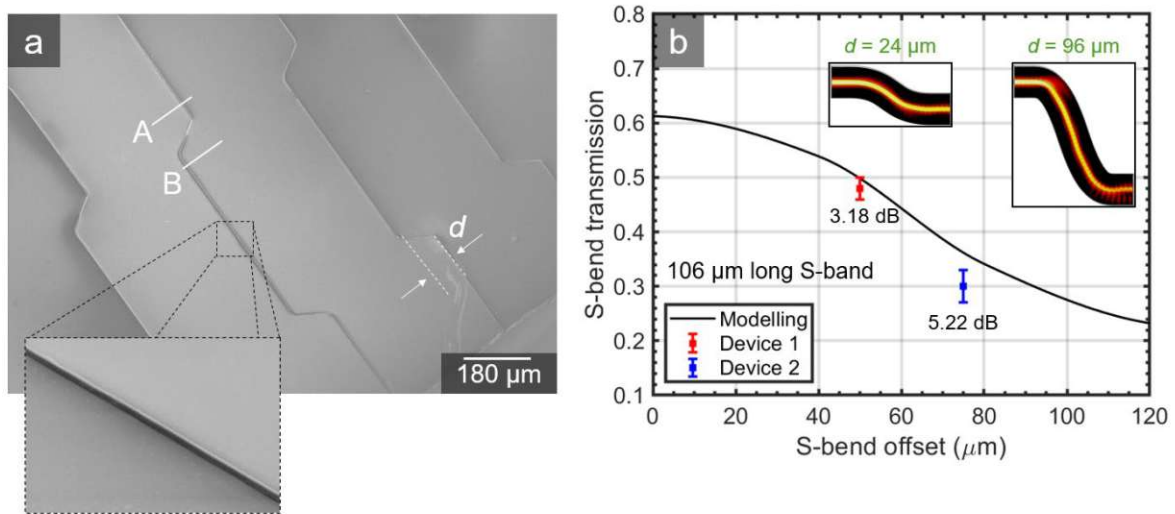 a
A
B
d
180 μm
b
d = 24 μm
d = 96 μm
0.8
0.7
0.6
0.5
0.4
0.3
0.2
0.1
S-bend transmission
3.18 dB
5.22 dB
106 μm long S-band
Modelling
Device 1
Device 2
0
20
40
60
80
100
120
S-bend offset (μm)